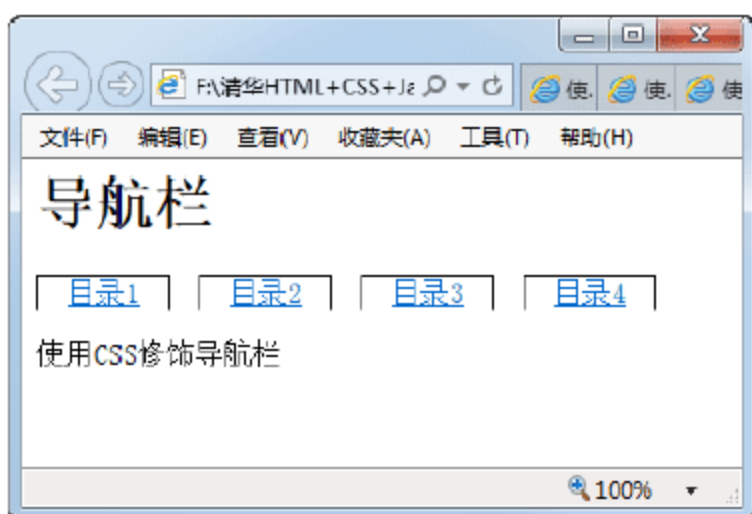 F:\清华HTML+CSS+Ja
使.
使.
使
文件(F) 编辑(E) 查看(V) 收藏夹(A) 工具(T) 帮助(H)
导航栏
目录1 目录2 目录3 目录4
使用CSS修饰导航栏
100%